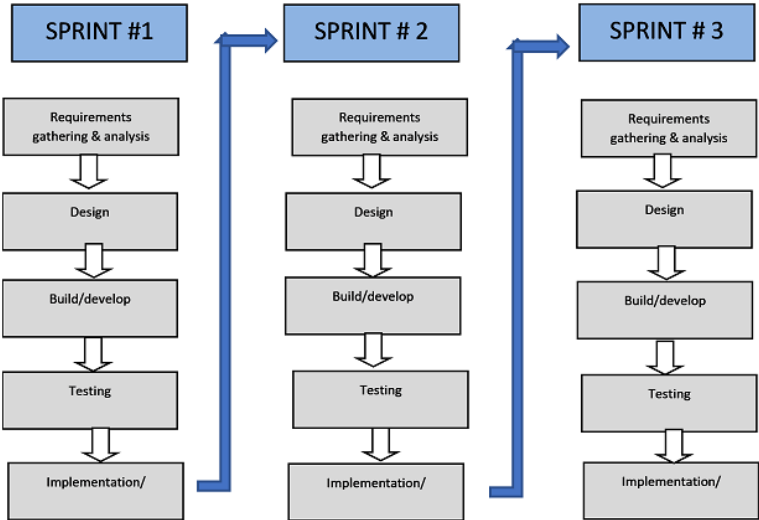 SPRINT #1
Requirements
gathering & analysis
Design
Build/develop
Testing
Implementation/
SPRINT # 2
Requirements
gathering & analysis
Design
Build/develop
Testing
Implementation/
SPRINT # 3
Requirements
gathering & analysis
Design
Build/develop
Testing
Implementation/